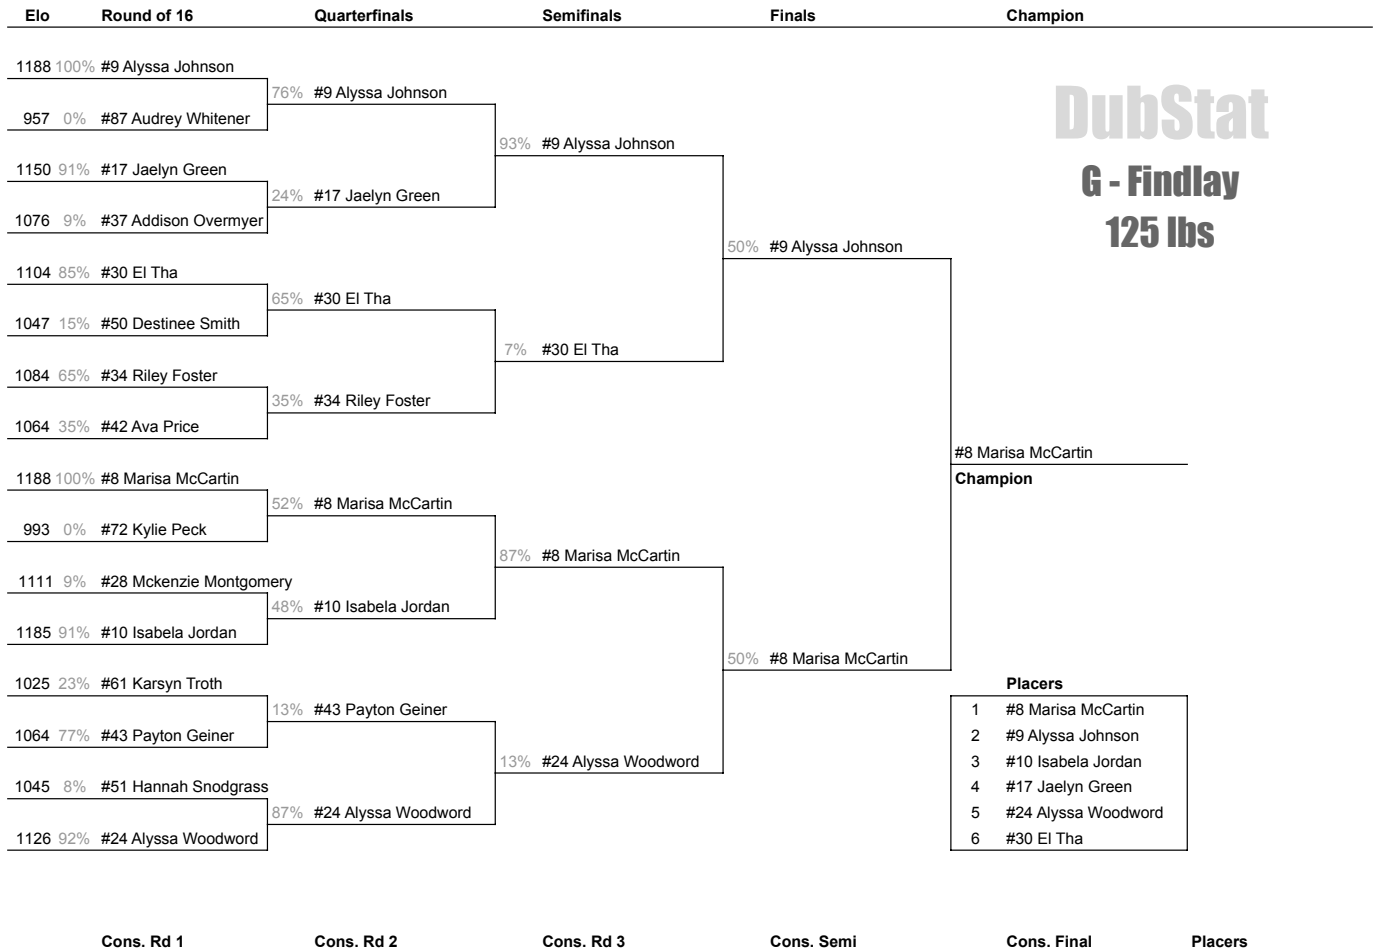 Elo Round of 16 Quarterfinals Semifinals Finals Champion
1188 100% #9 Alyssa Johnson
76% #9 Alyssa Johnson
DubStat
957 0% #87 Audrey Whitener
93% #9 Alyssa Johnson
1150 91% #17 Jaelyn Green
G - Findlay
24% #17 Jaelyn Green
1076 9% #37 Addison Overmyer
125 lbs
50% #9 Alyssa Johnson
1104 85% #30 El Tha
65% #30 El Tha
1047 15% #50 Destinee Smith
7% #30 El Tha
1084 65% #34 Riley Foster
35% #34 Riley Foster
1064 35% #42 Ava Price
#8 Marisa McCartin
1188 100% #8 Marisa McCartin
Champion
52% #8 Marisa McCartin
993 0% #72 Kylie Peck
87% #8 Marisa McCartin
1111 9% #28 Mckenzie Montgomery
48% #10 Isabela Jordan
1185 91% #10 Isabela Jordan
50% #8 Marisa McCartin
1025 23% #61 Karsyn Troth
Placers
13% #43 Payton Geiner
1 #8 Marisa McCartin
1064 77% #43 Payton Geiner
2 #9 Alyssa Johnson
13% #24 Alyssa Woodword
3 #10 Isabela Jordan
1045 8% #51 Hannah Snodgrass
4 #17 Jaelyn Green
87% #24 Alyssa Woodword
5 #24 Alyssa Woodword
1126 92% #24 Alyssa Woodword
6 #30 El Tha
Cons. Rd 1 Cons. Rd 2 Cons. Rd 3 Cons. Semi Cons. Final Placers